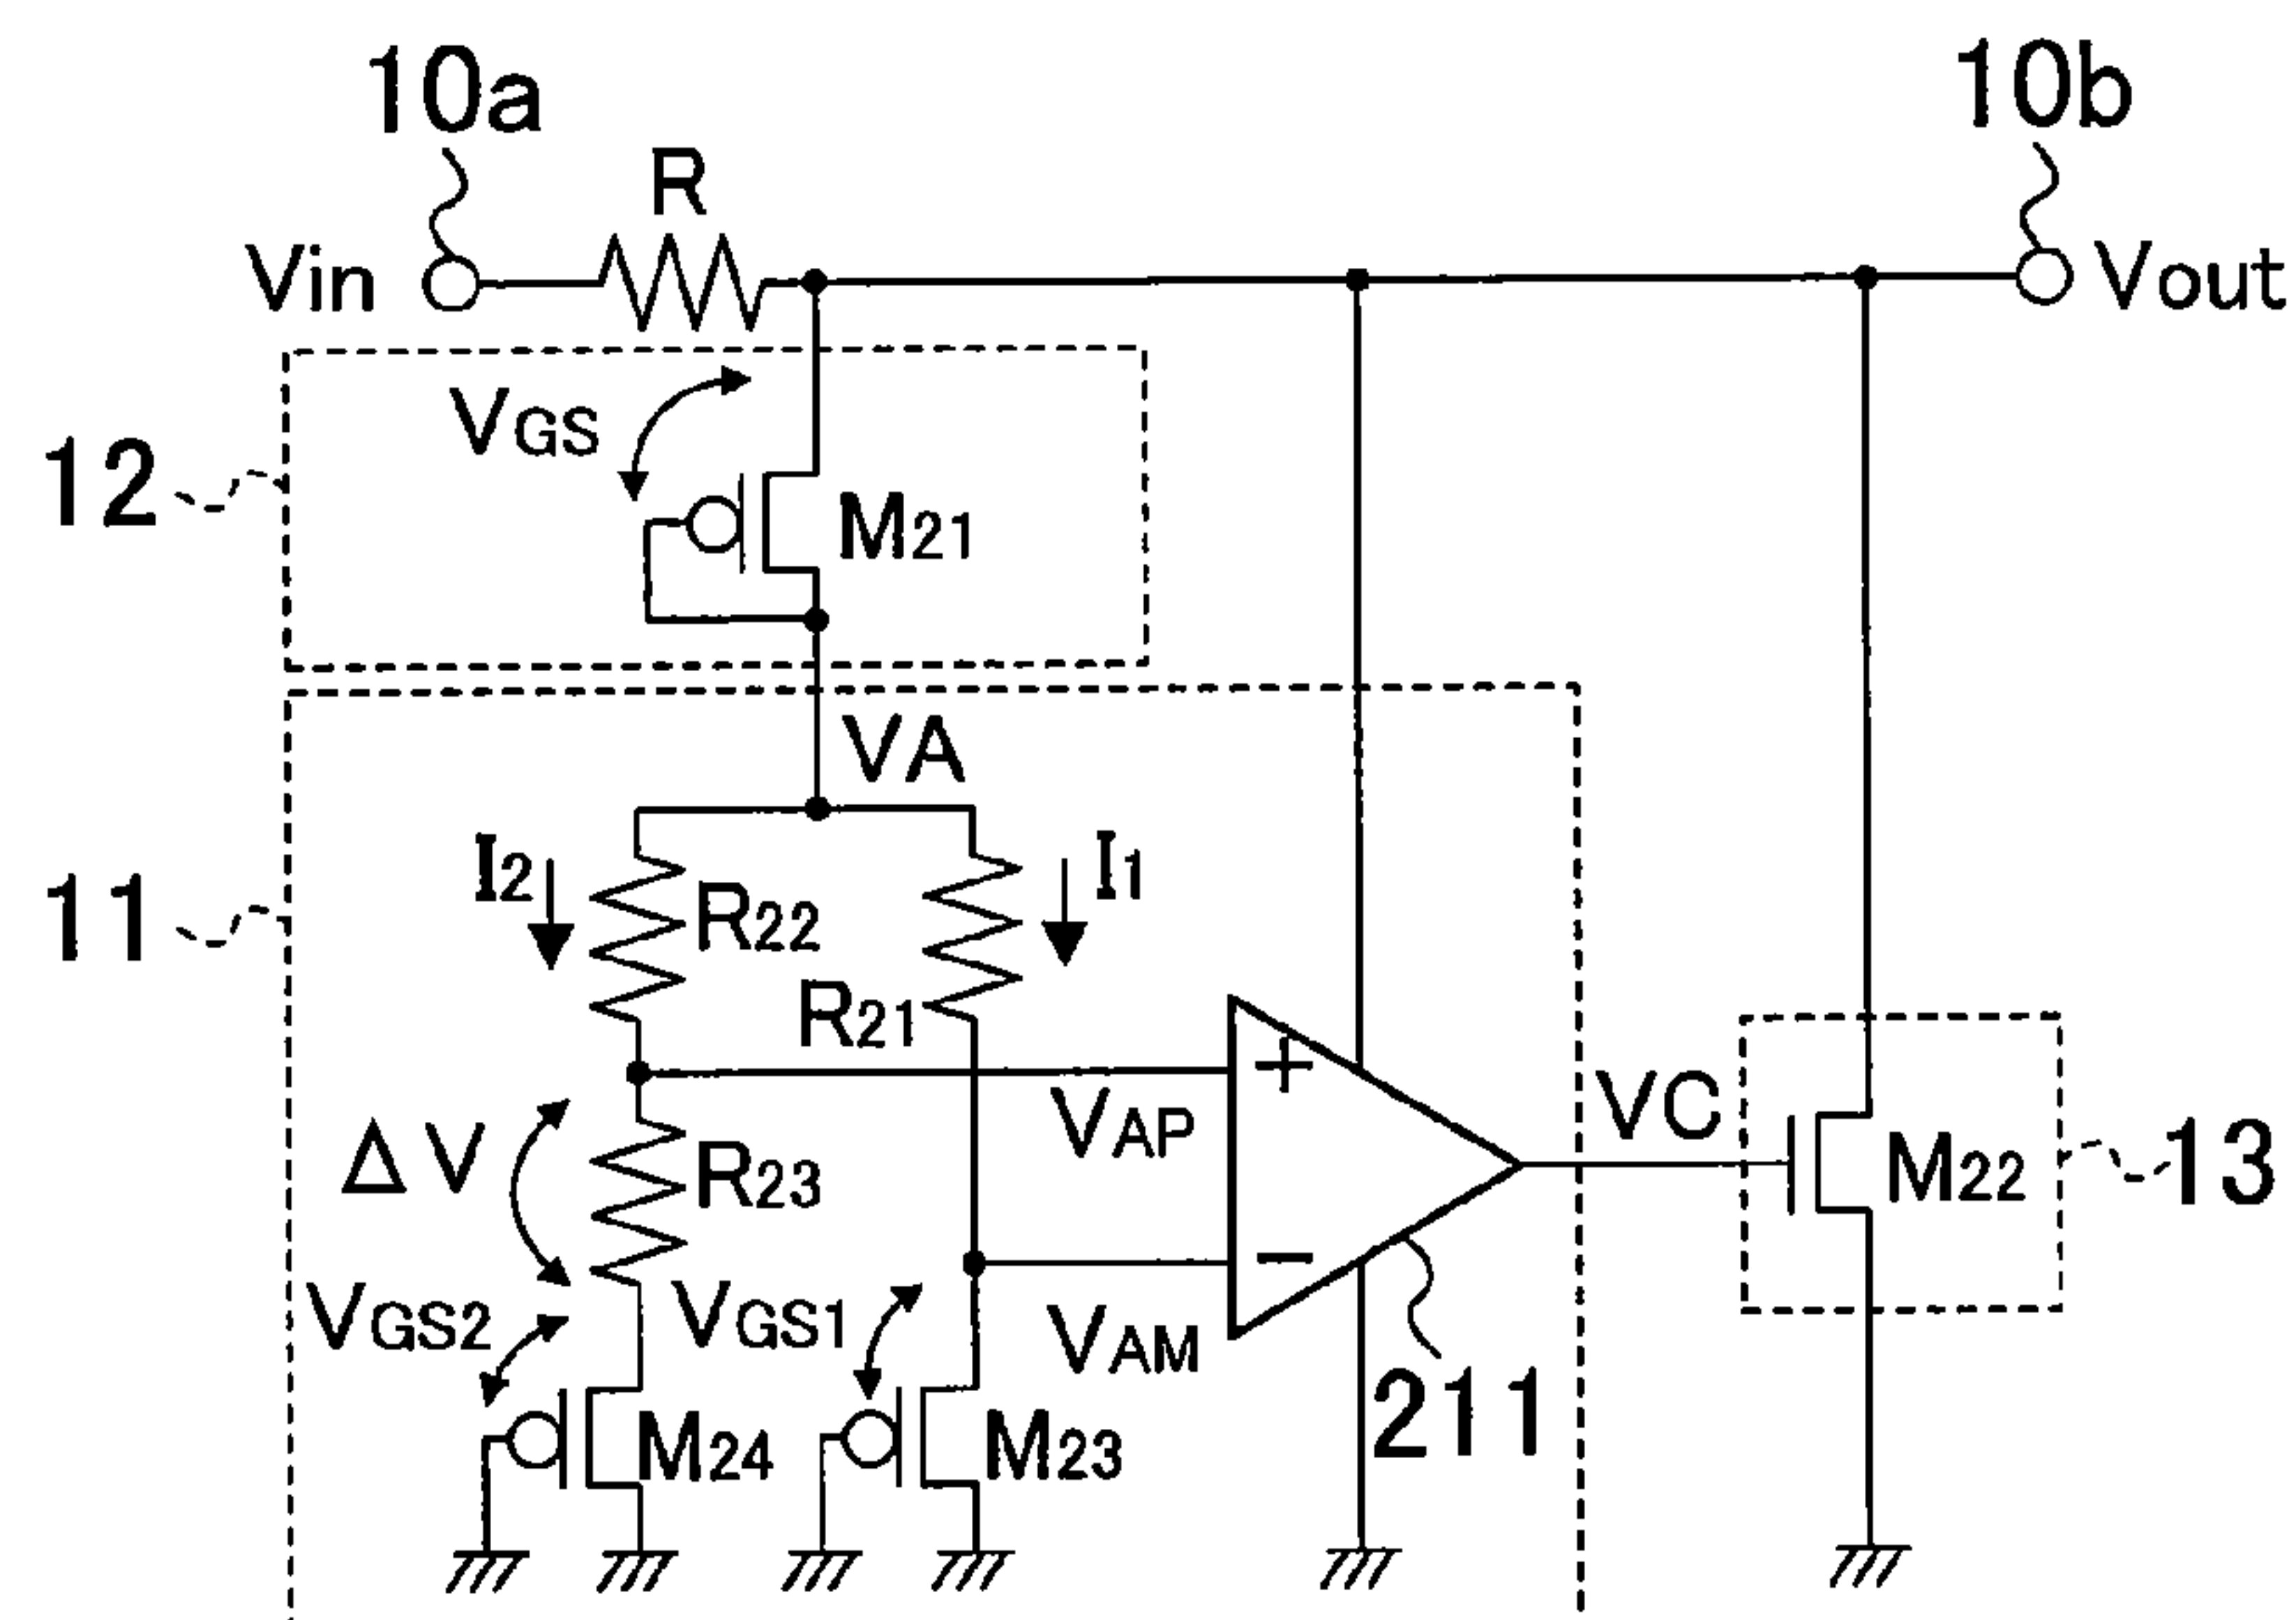 10a
10b
R
Vin
Vout
VGS
12
M21
VA
I2
I1
11
R22
R21
+
VAP
VC
ΔV
R23
M22
13
VGS2
VGS1
−
VAM
M24
M23
211